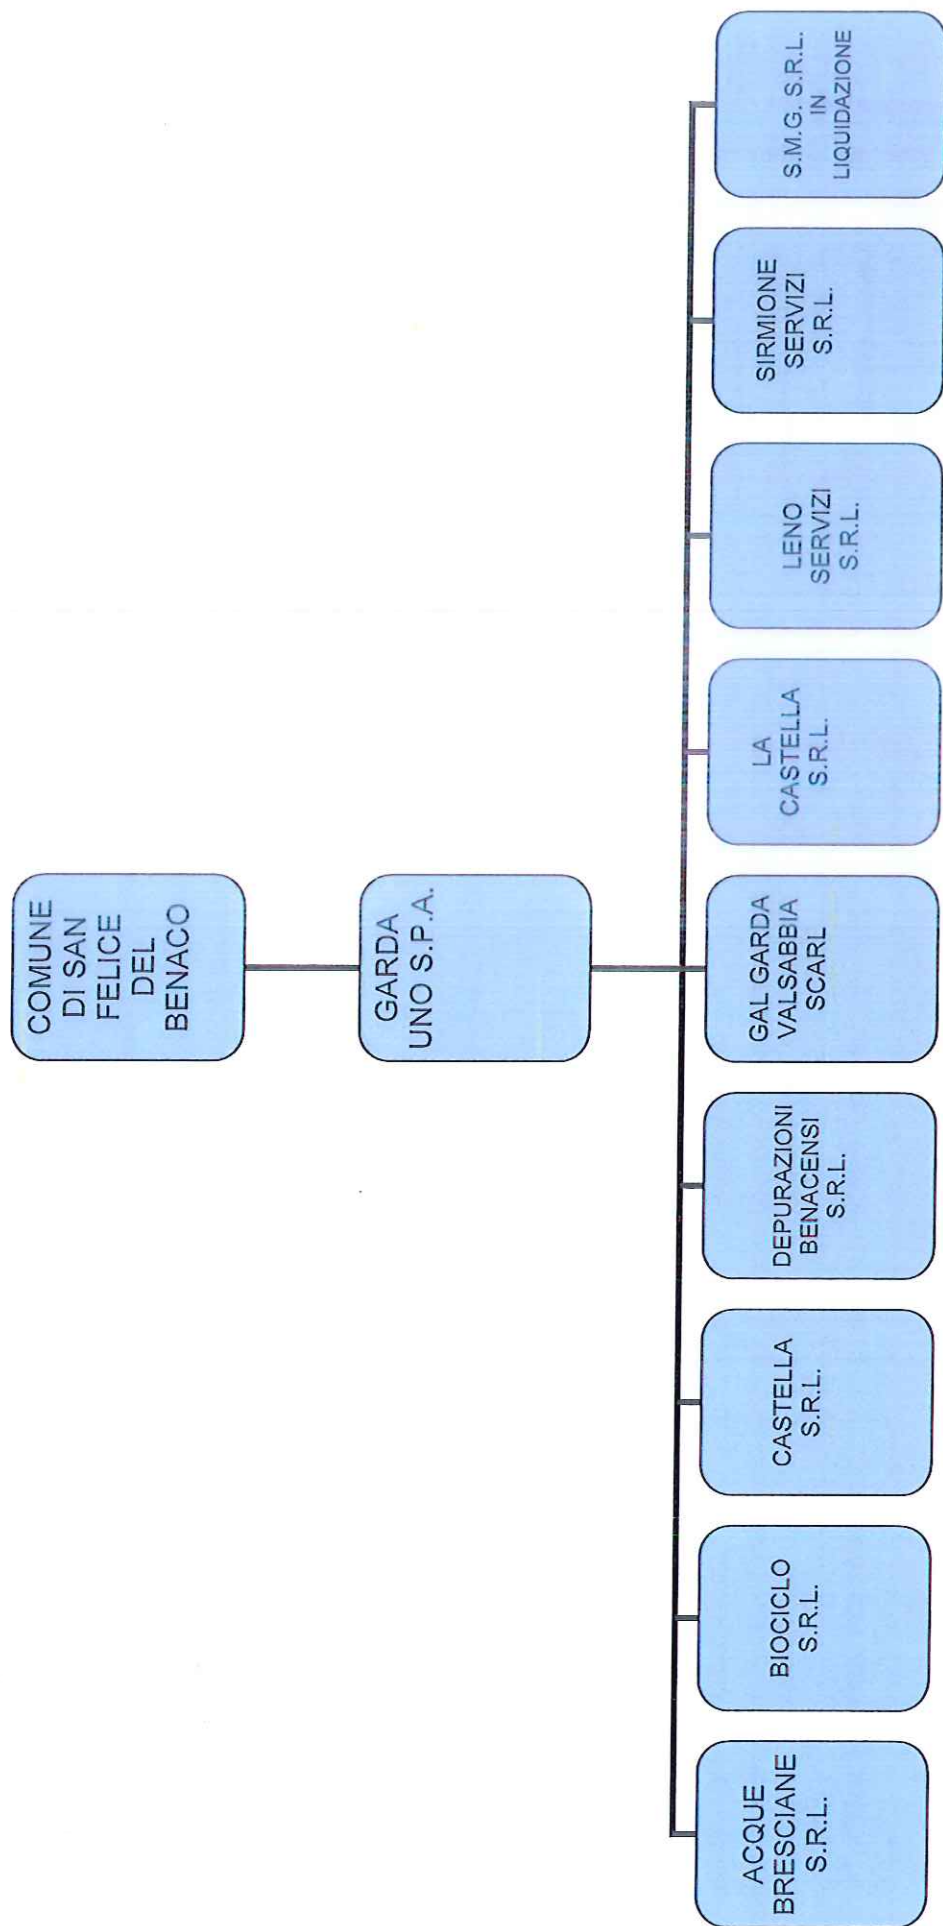 COMUNE
DI SAN
FELICE
DEL
BENACO
GARDA
UNO S.P.A.
ACQUE
BRESCIANE
S.R.L.
BIOCICLO
S.R.L.
CASTELLA
S.R.L.
DEPURAZIONI
BENACENSI
S.R.L.
GAL GARDA
VALSABBIA
SCARL
LA
CASTELLA
S.R.L.
LENO
SERVIZI
S.R.L.
SIRMIONE
SERVIZI
S.R.L.
S.M.G. S.R.L.
IN
LIQUIDAZIONE